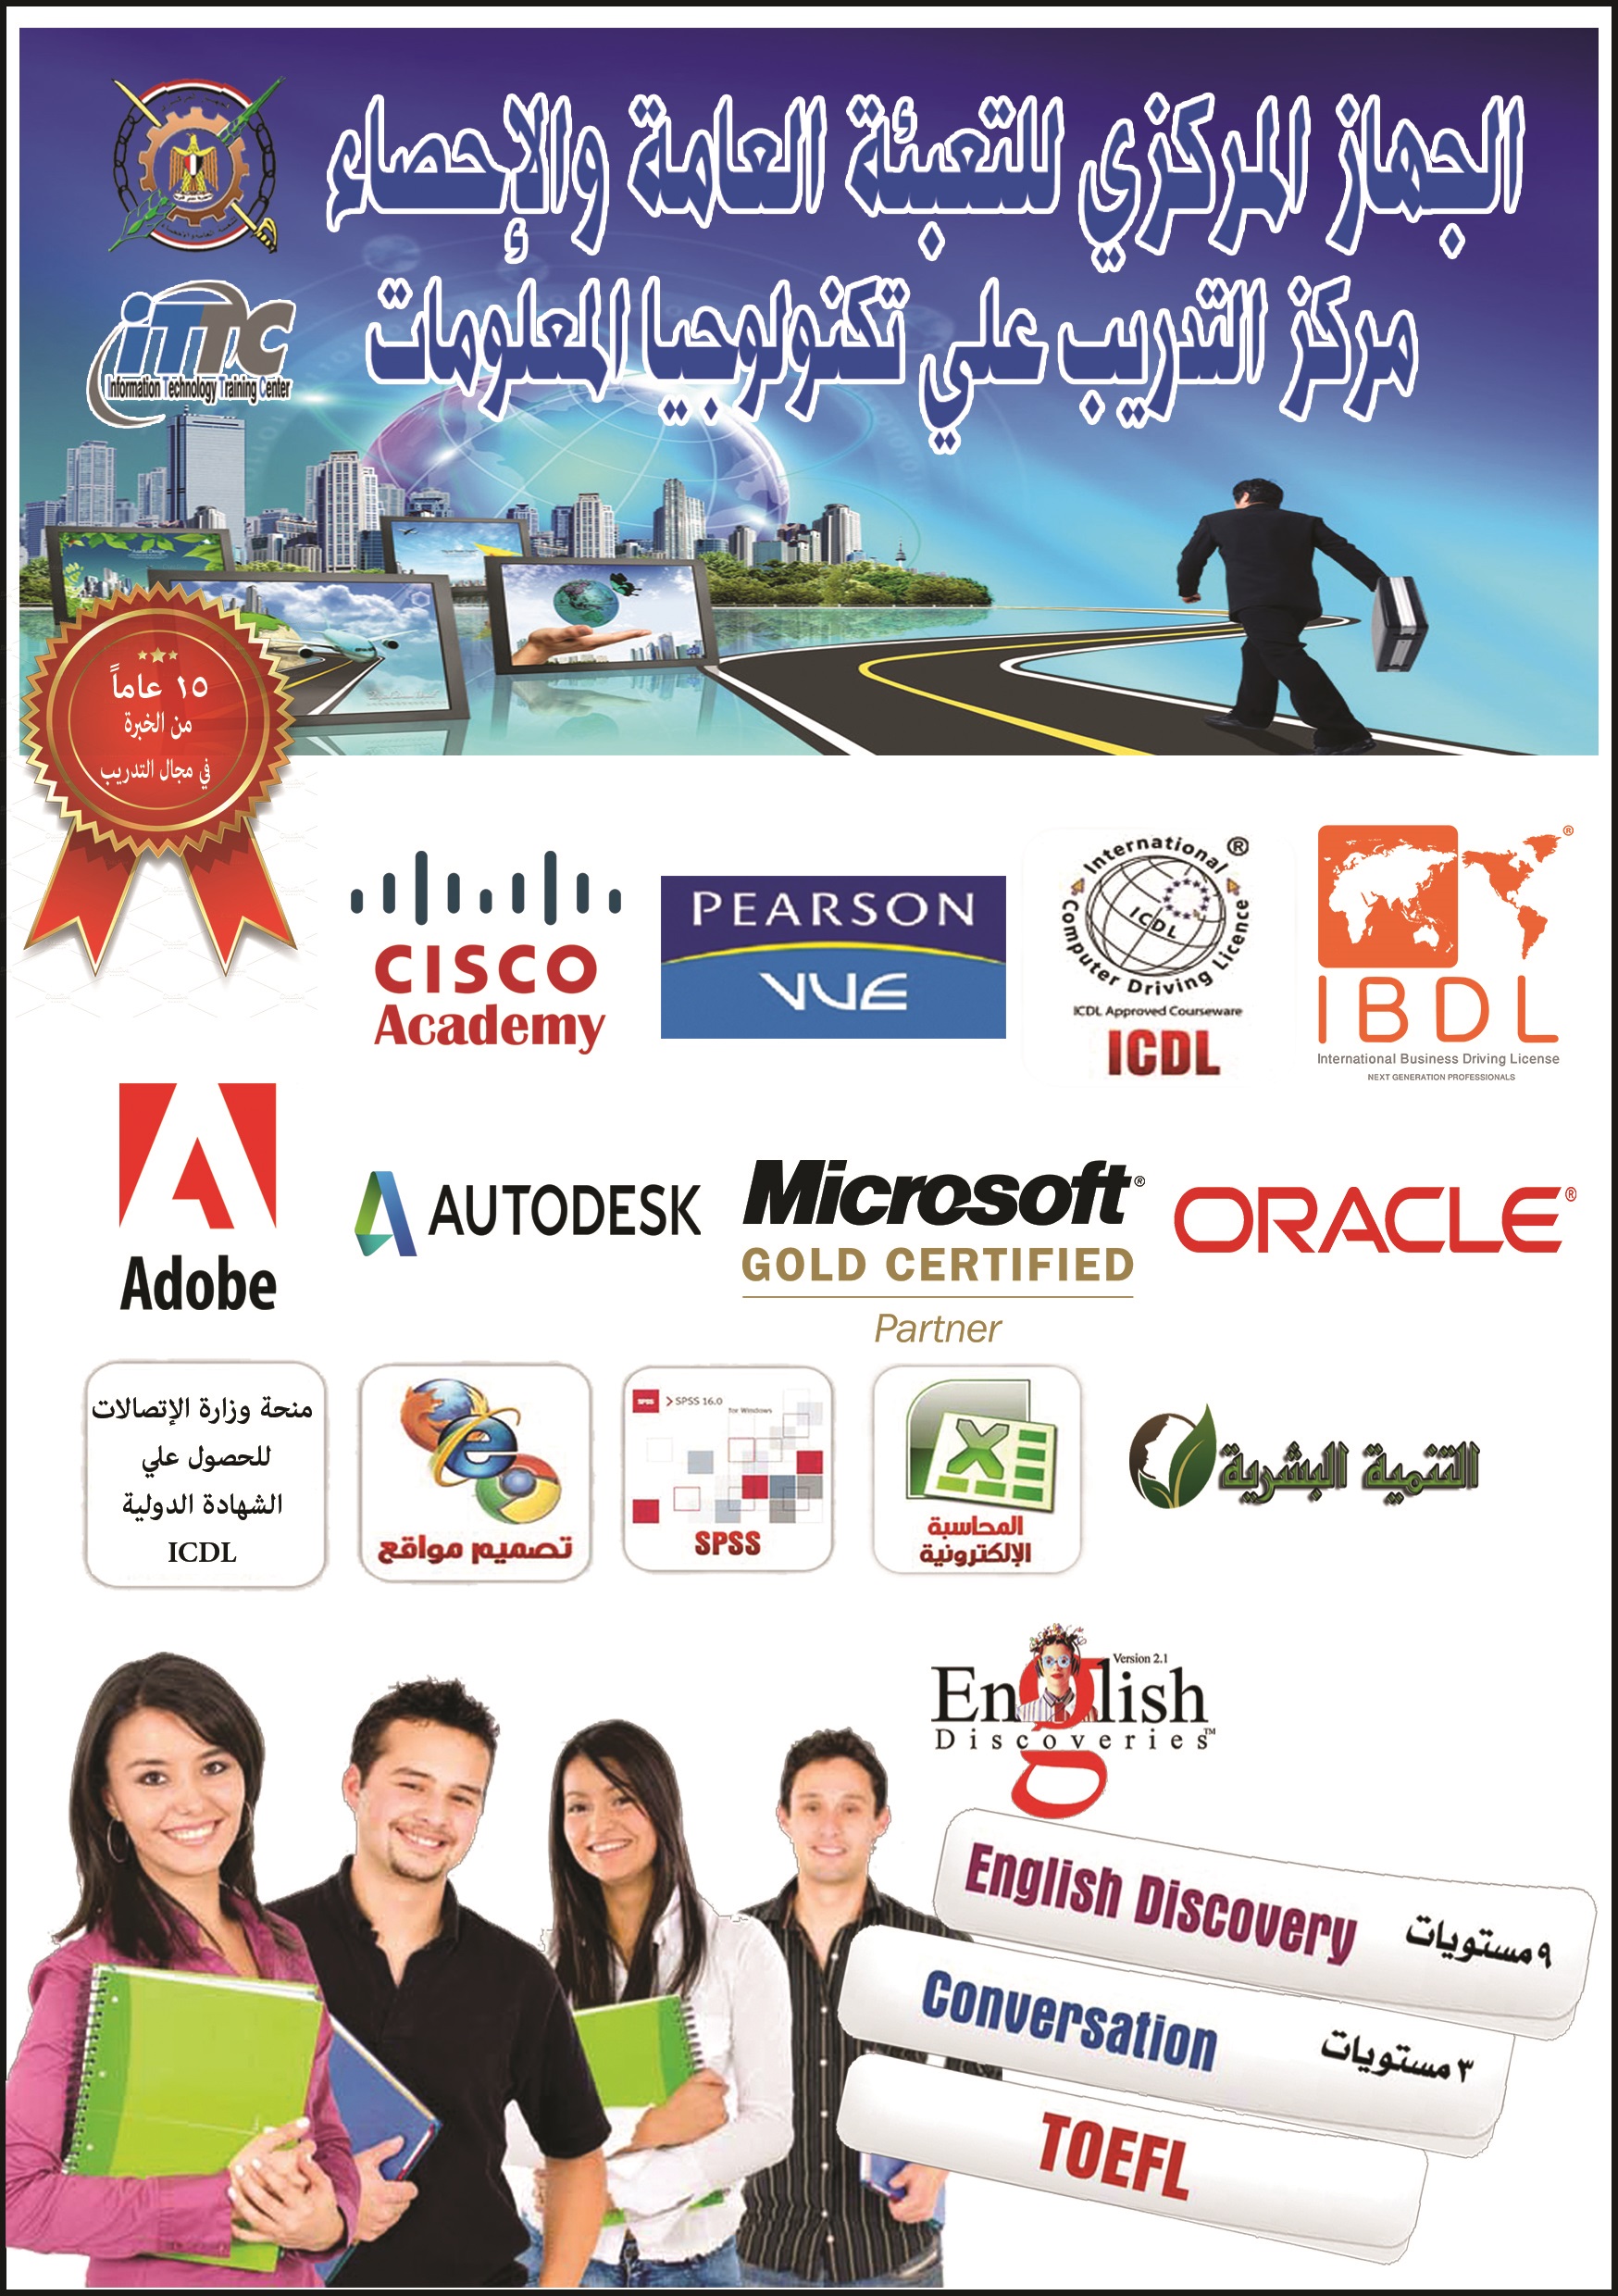 الجهاز المركزي للتعبئة العامة والإحصاء
مركز التدريب علي تكنولوجيا المعلومات
iTTC
Information Technology Training Center
١٥ عاماً
من الخبرة
في مجال التدريب
CISCO
Academy
PEARSON
VUE
International
Computer Driving Licence
®
ICDL
ICDL Approved Courseware
ICDL
®
IBDL
International Business Driving License
NEXT GENERATION PROFESSIONALS
Adobe
AUTODESK
Microsoft®
GOLD CERTIFIED
Partner
ORACLE®
منحة وزارة الإتصالات
للحصول علي
الشهادة الدولية
ICDL
تصميم مواقع
SPSS
SPSS 16.0
for Windows
SPSS
المحاسبة
الإلكترونية
التنمية البشرية
Version 2.1
English
Discoveries™
English Discovery ٩ مستويات
Conversation ٣ مستويات
TOEFL